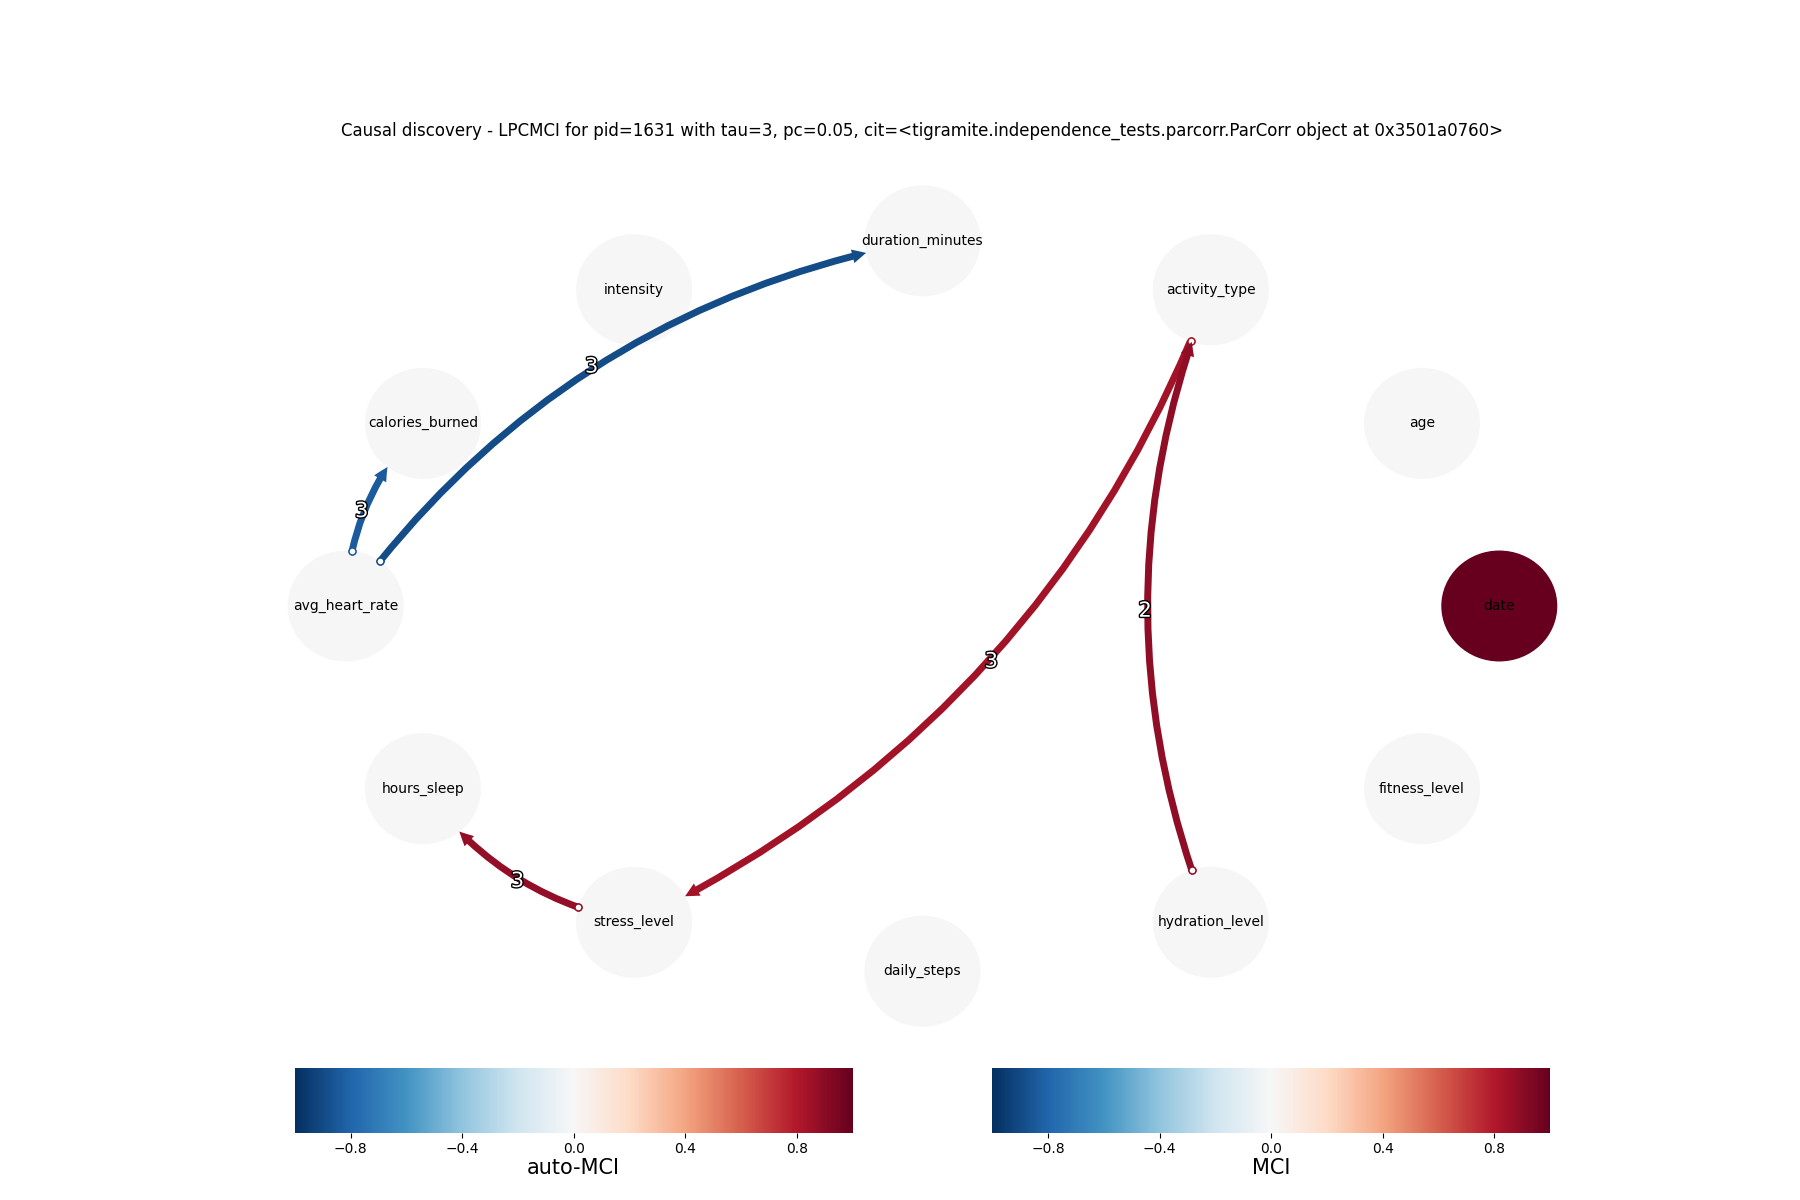 Causal discovery - LPCMCI for pid=1631 with tau=3, pc=0.05, cit=<tigramite.independence_tests.parcorr.ParCorr object at 0x3501a0760>
duration_minutes
intensity
activity_type
3
calories_burned
age
3
avg_heart_rate
date
2
3
hours_sleep
fitness_level
3
stress_level
hydration_level
daily_steps
−0.8 −0.4 0.0 0.4 0.8
auto-MCI
−0.8 −0.4 0.0 0.4 0.8
MCI